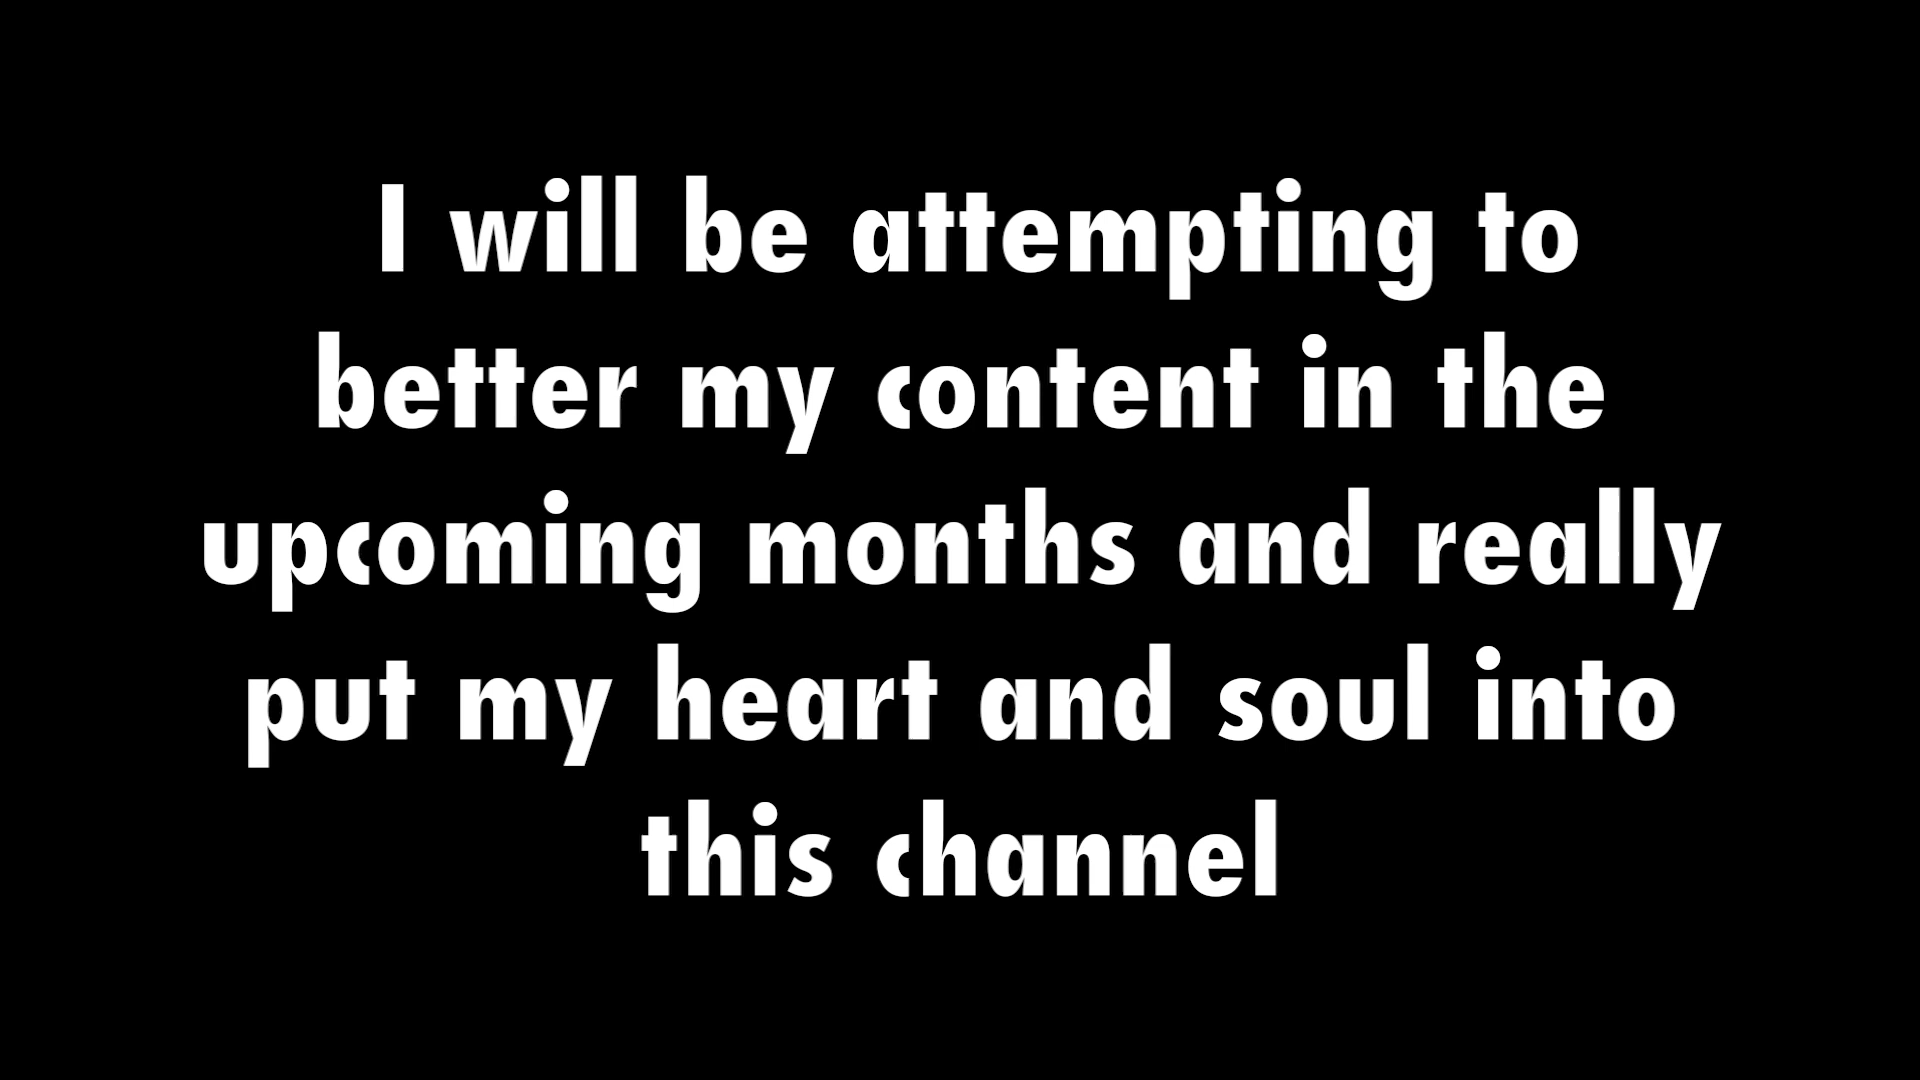 I will be attempting to
better my content in the
upcoming months and really
put my heart and soul into
this channel